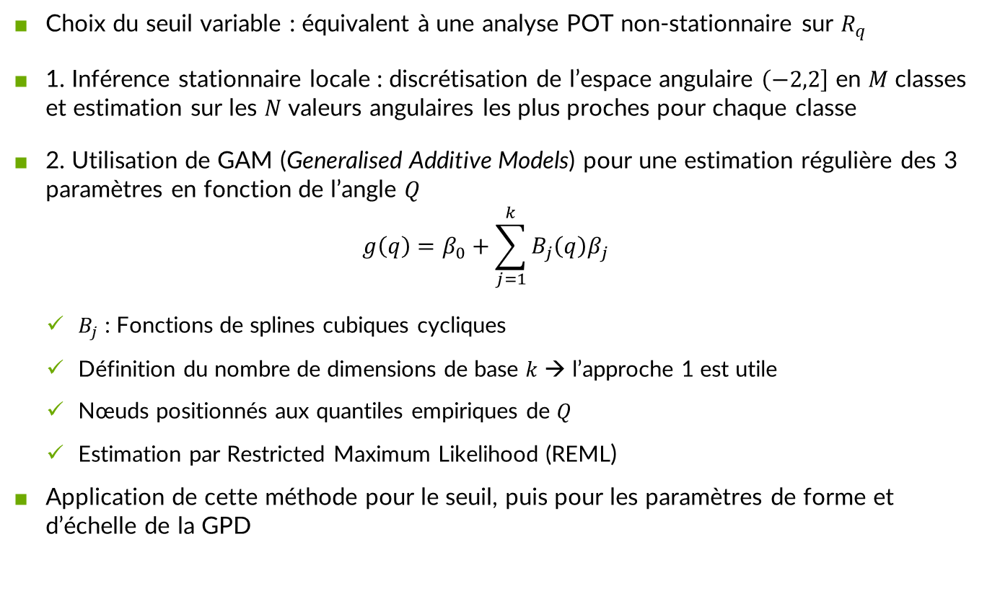 ■ Choix du seuil variable : équivalent à une analyse POT non-stationnaire sur $R_q$
■ 1. Inférence stationnaire locale : discrétisation de l’espace angulaire $(-2,2]$ en $M$ classes
et estimation sur les $N$ valeurs angulaires les plus proches pour chaque classe
■ 2. Utilisation de GAM (Generalised Additive Models) pour une estimation régulière des 3
paramètres en fonction de l’angle $Q$
$g(q) = \beta_0 + \sum_{j=1}^{k} B_j(q)\beta_j$
✓ $B_j$ : Fonctions de splines cubiques cycliques
✓ Définition du nombre de dimensions de base $k$ → l’approche 1 est utile
✓ Nœuds positionnés aux quantiles empiriques de $Q$
✓ Estimation par Restricted Maximum Likelihood (REML)
■ Application de cette méthode pour le seuil, puis pour les paramètres de forme et
d’échelle de la GPD